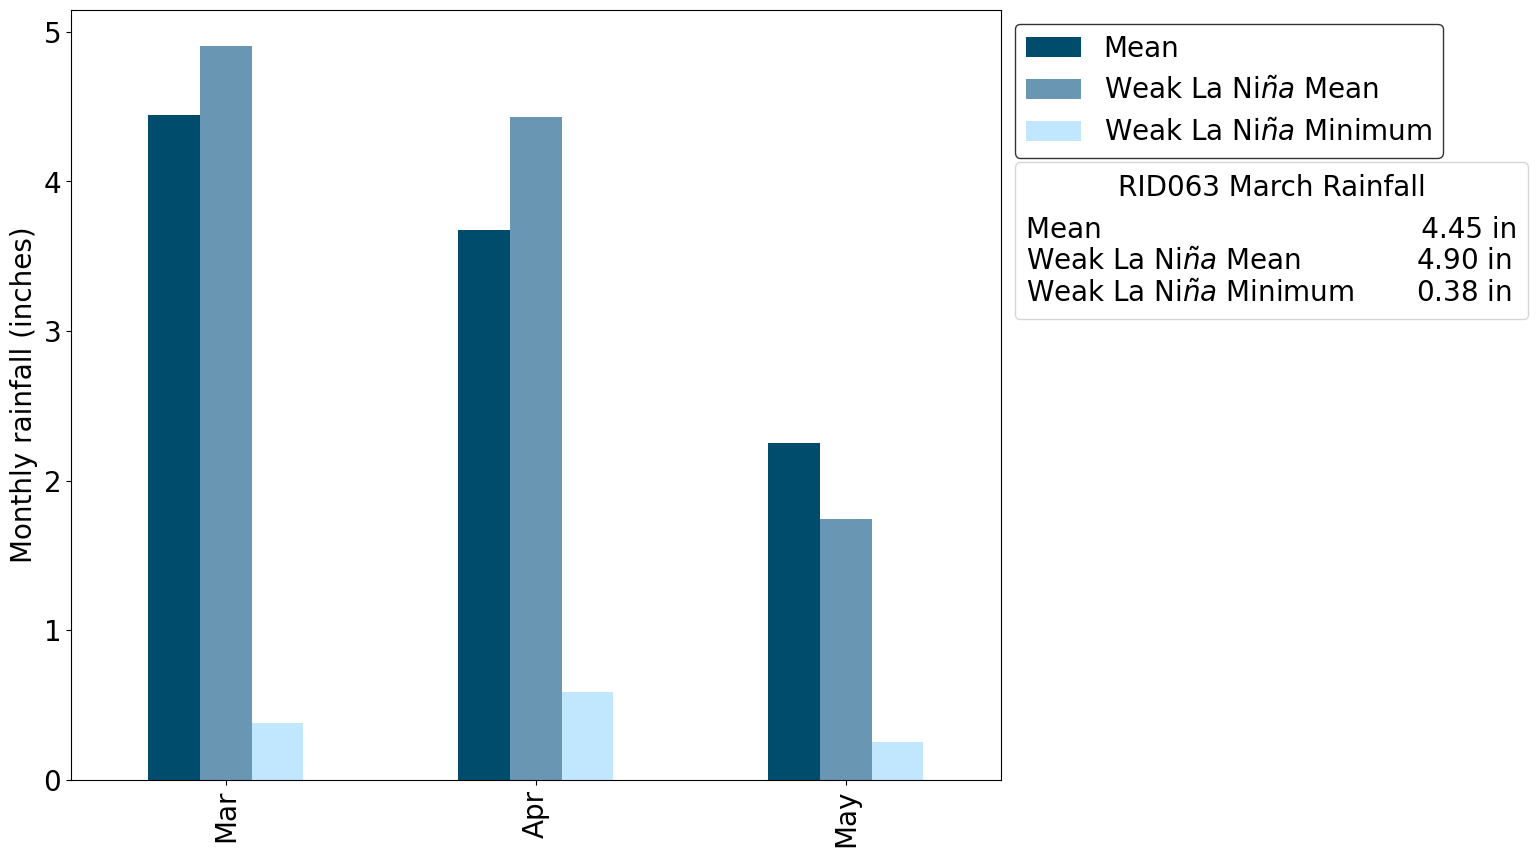 Monthly rainfall (inches)
5
4
3
2
1
0
Mar
Apr
May
Mean
Weak La Niña Mean
Weak La Niña Minimum
RID063 March Rainfall
Mean 4.45 in
Weak La Niña Mean 4.90 in
Weak La Niña Minimum 0.38 in